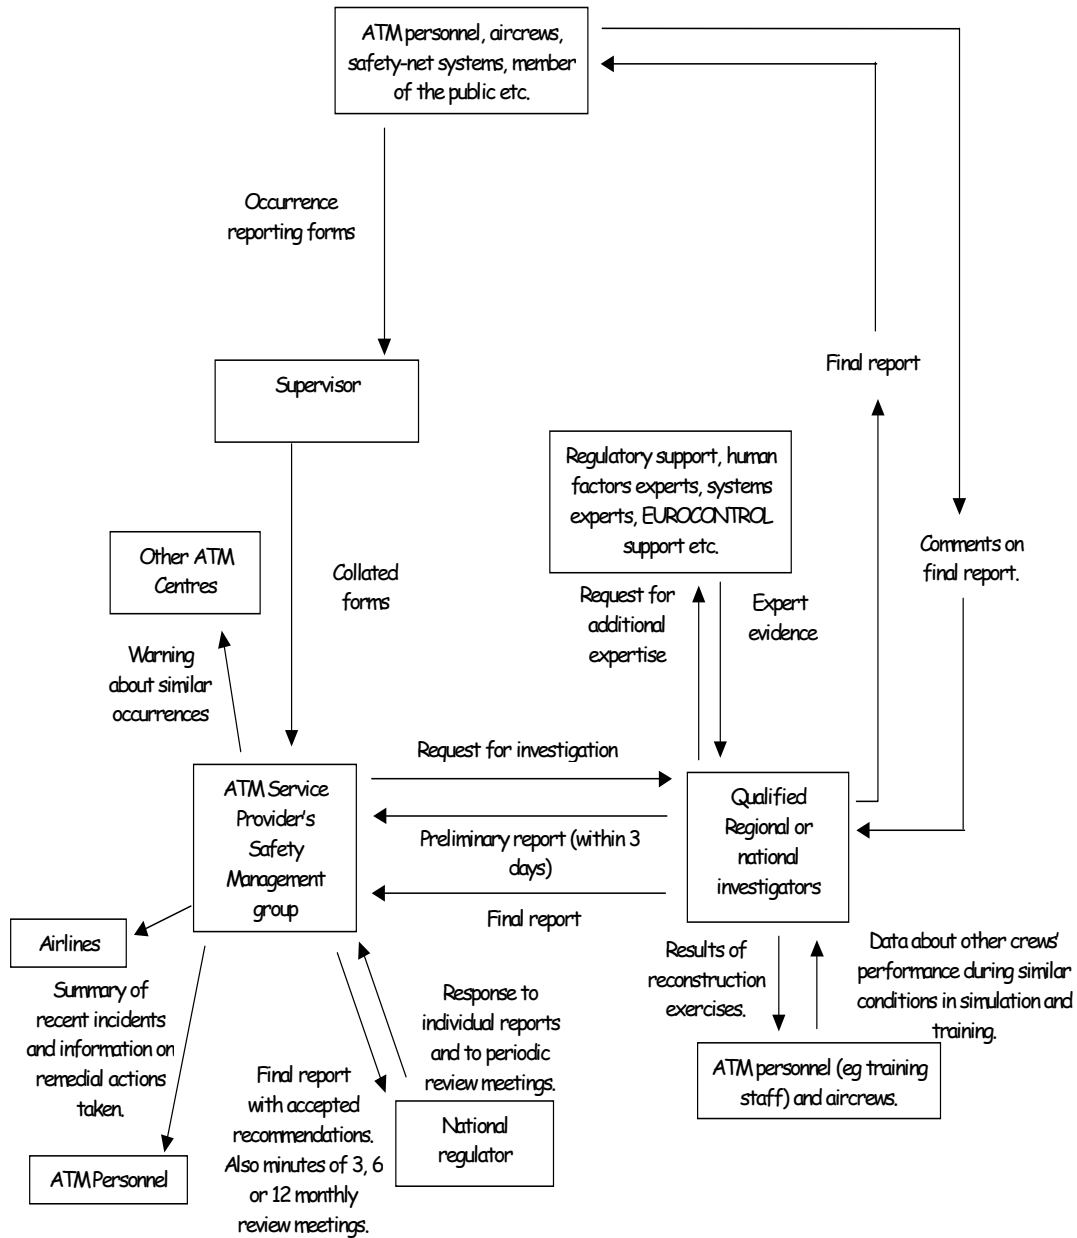 ATM personnel, aircrews,
safety-net systems, member
of the public etc.
Occurrence
reporting forms
Supervisor
Final report
Regulatory support, human
factors experts, systems
experts, EUROCONTROL
support etc.
Comments on
final report.
Other ATM
Centres
Collated
forms
Request for
additional
expertise
Expert
evidence
Warning
about similar
occurrences
Request for investigation
ATM Service
Provider's
Safety
Management
group
Qualified
Regional or
national
investigators
Preliminary report (within 3
days)
Final report
Airlines
Summary of
recent incidents
and information on
remedial actions
taken.
Results of
reconstruction
exercises.
Data about other crews'
performance during similar
conditions in simulation and
training.
Response to
individual reports
and to periodic
review meetings.
ATM personnel (eg training
staff) and aircrews.
Final report
with accepted
recommendations.
Also minutes of 3, 6
or 12 monthly
review meetings.
National
regulator
ATM Personnel